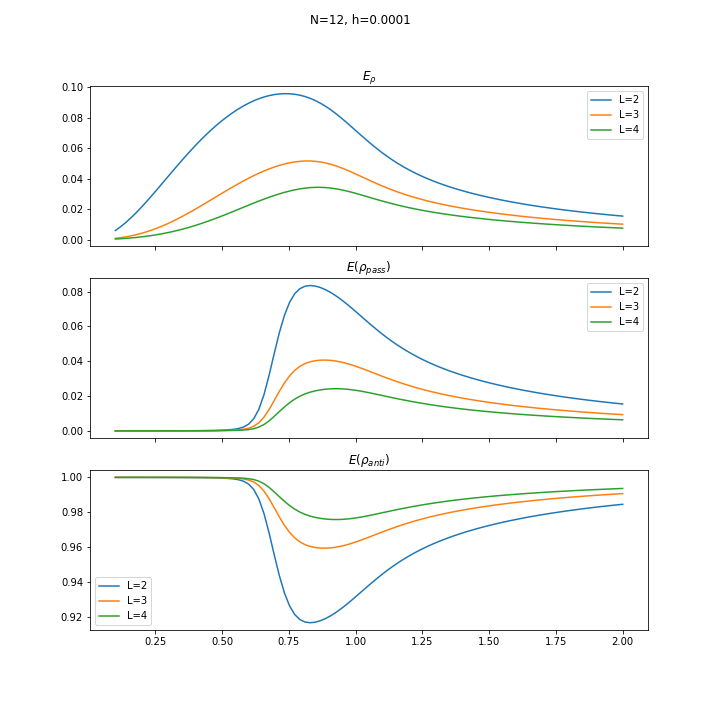 N=12, h=0.0001
E_ρ
0.10
0.08
0.06
0.04
0.02
0.00
L=2
L=3
L=4
E(ρ_pass)
0.08
0.06
0.04
0.02
0.00
L=2
L=3
L=4
E(ρ_anti)
1.00
0.98
0.96
0.94
0.92
L=2
L=3
L=4
0.25 0.50 0.75 1.00 1.25 1.50 1.75 2.00